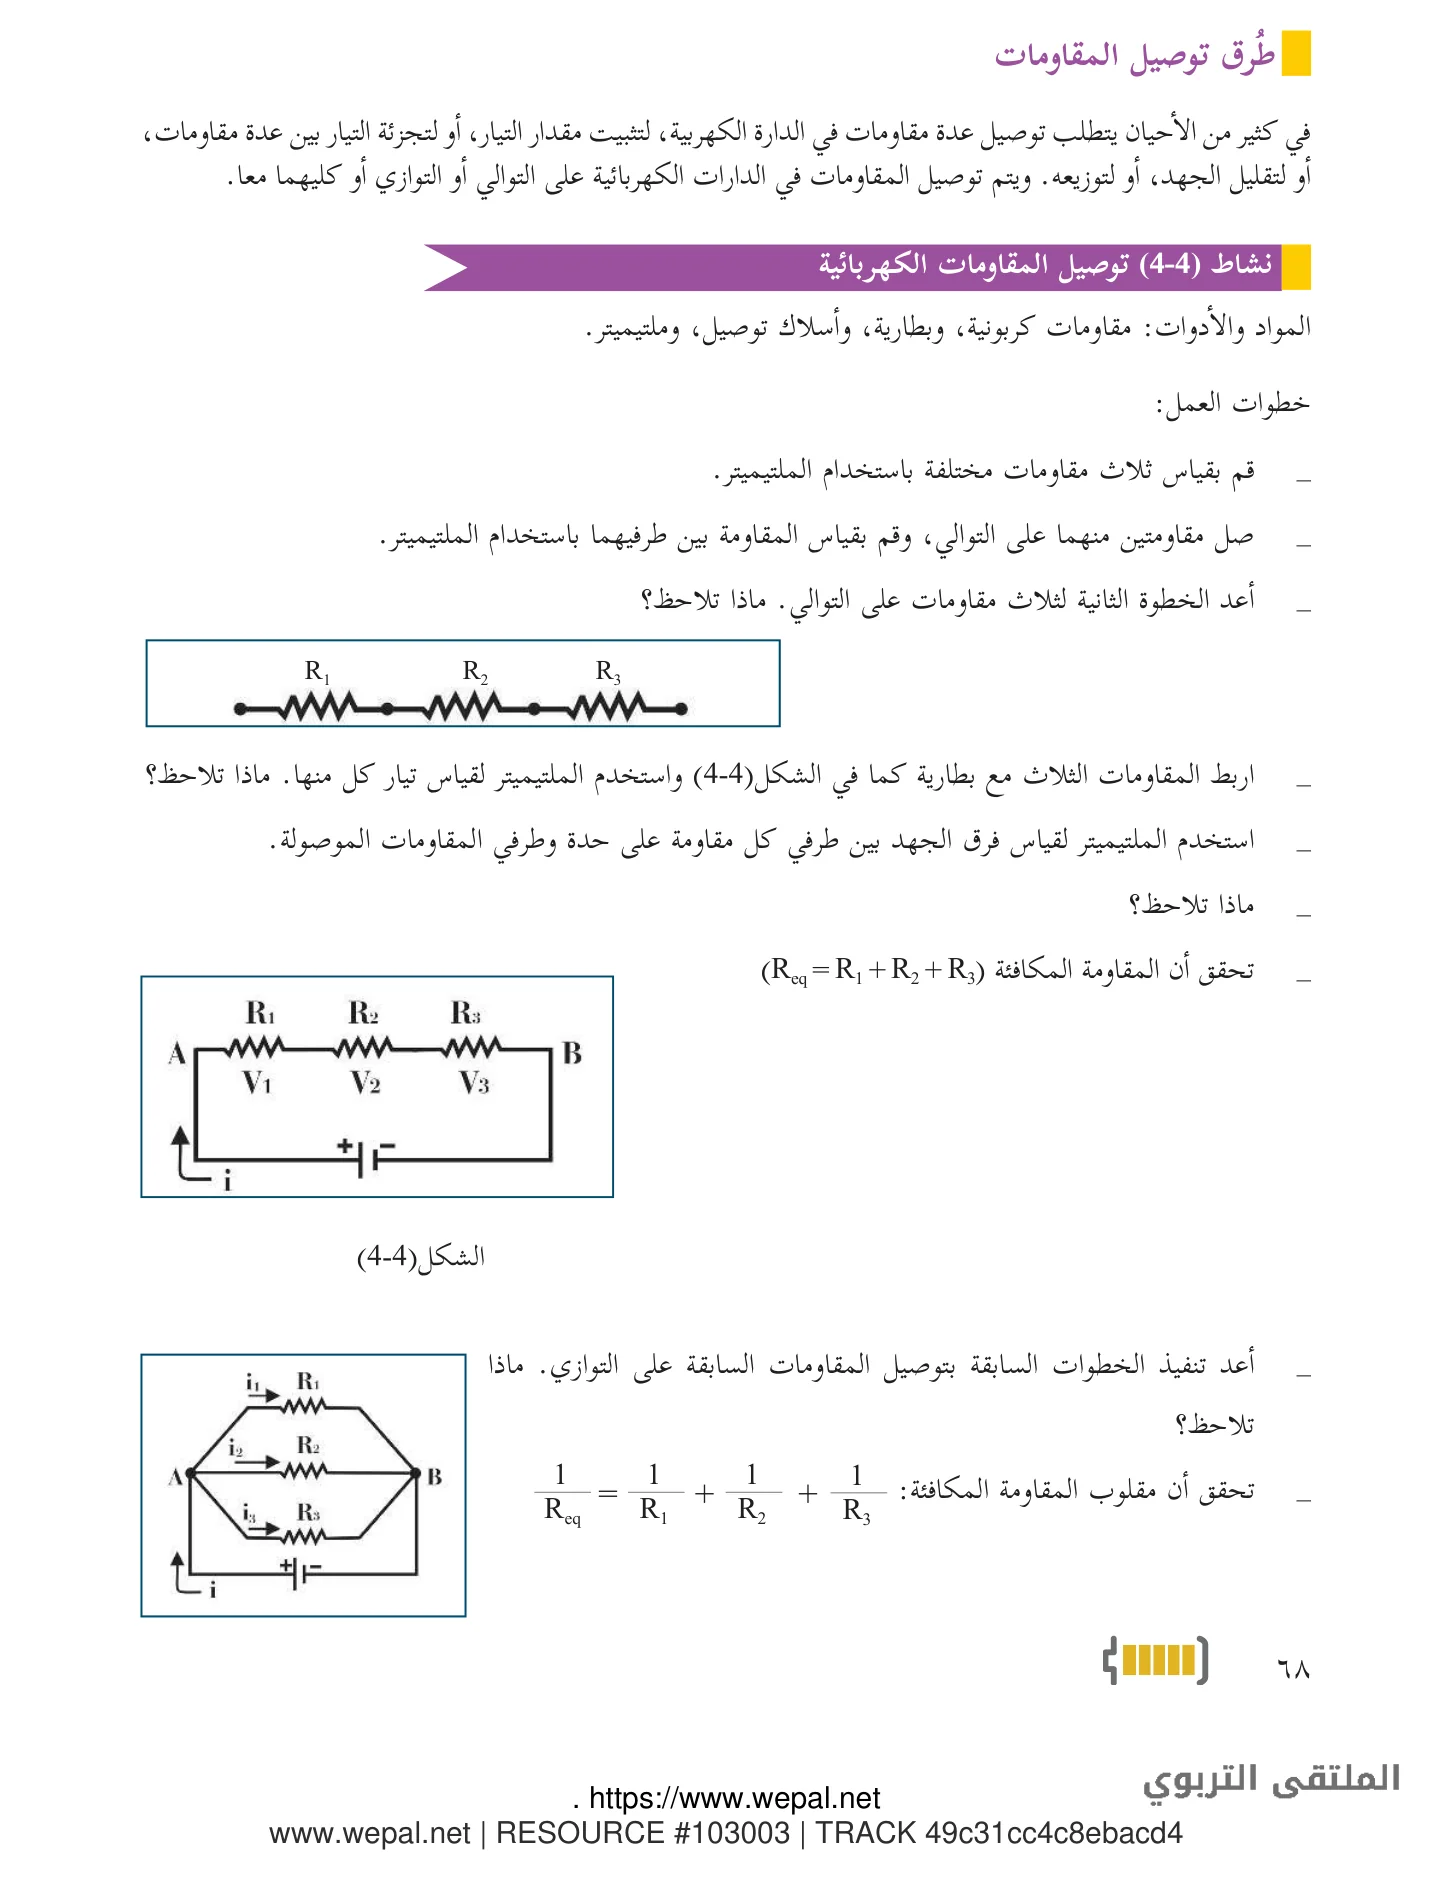 طُرق توصيل المقاومات
في كثير من الأحيان يتطلب توصيل عدة مقاومات في الدارة الكهربية، لتثبيت مقدار التيار، أو لتجزئة التيار بين عدة مقاومات،
أو لتقليل الجهد، أو لتوزيعه. ويتم توصيل المقاومات في الدارات الكهربائية على التوالي أو التوازي أو كليهما معا.
نشاط (4-4) توصيل المقاومات الكهربائية
المواد والأدوات: مقاومات كربونية، وبطارية، وأسلاك توصيل، وملتيميتر.
خطوات العمل:
_ قم بقياس ثلاث مقاومات مختلفة باستخدام الملتيميتر.
_ صل مقاومتين منهما على التوالي، وقم بقياس المقاومة بين طرفيهما باستخدام الملتيميتر.
_ أعد الخطوة الثانية لثلاث مقاومات على التوالي. ماذا تلاحظ؟
R1 R2 R3
_ اربط المقاومات الثلاث مع بطارية كما في الشكل(4-4) واستخدم الملتيميتر لقياس تيار كل منها. ماذا تلاحظ؟
_ استخدم الملتيميتر لقياس فرق الجهد بين طرفي كل مقاومة على حدة وطرفي المقاومات الموصولة.
_ ماذا تلاحظ؟
_ تحقق أن المقاومة المكافئة (Req = R1 + R2 + R3)
R1 R2 R3
A B
V1 V2 V3
+ −
i
الشكل(4-4)
_ أعد تنفيذ الخطوات السابقة بتوصيل المقاومات السابقة على التوازي. ماذا
تلاحظ؟
_ تحقق أن مقلوب المقاومة المكافئة: 1/Req = 1/R1 + 1/R2 + 1/R3
i1 R1
i2 R2
A B
i3 R3
+ −
i
٦٨
الملتقى التربوي
. https://www.wepal.net
www.wepal.net | RESOURCE #103003 | TRACK 49c31cc4c8ebacd4